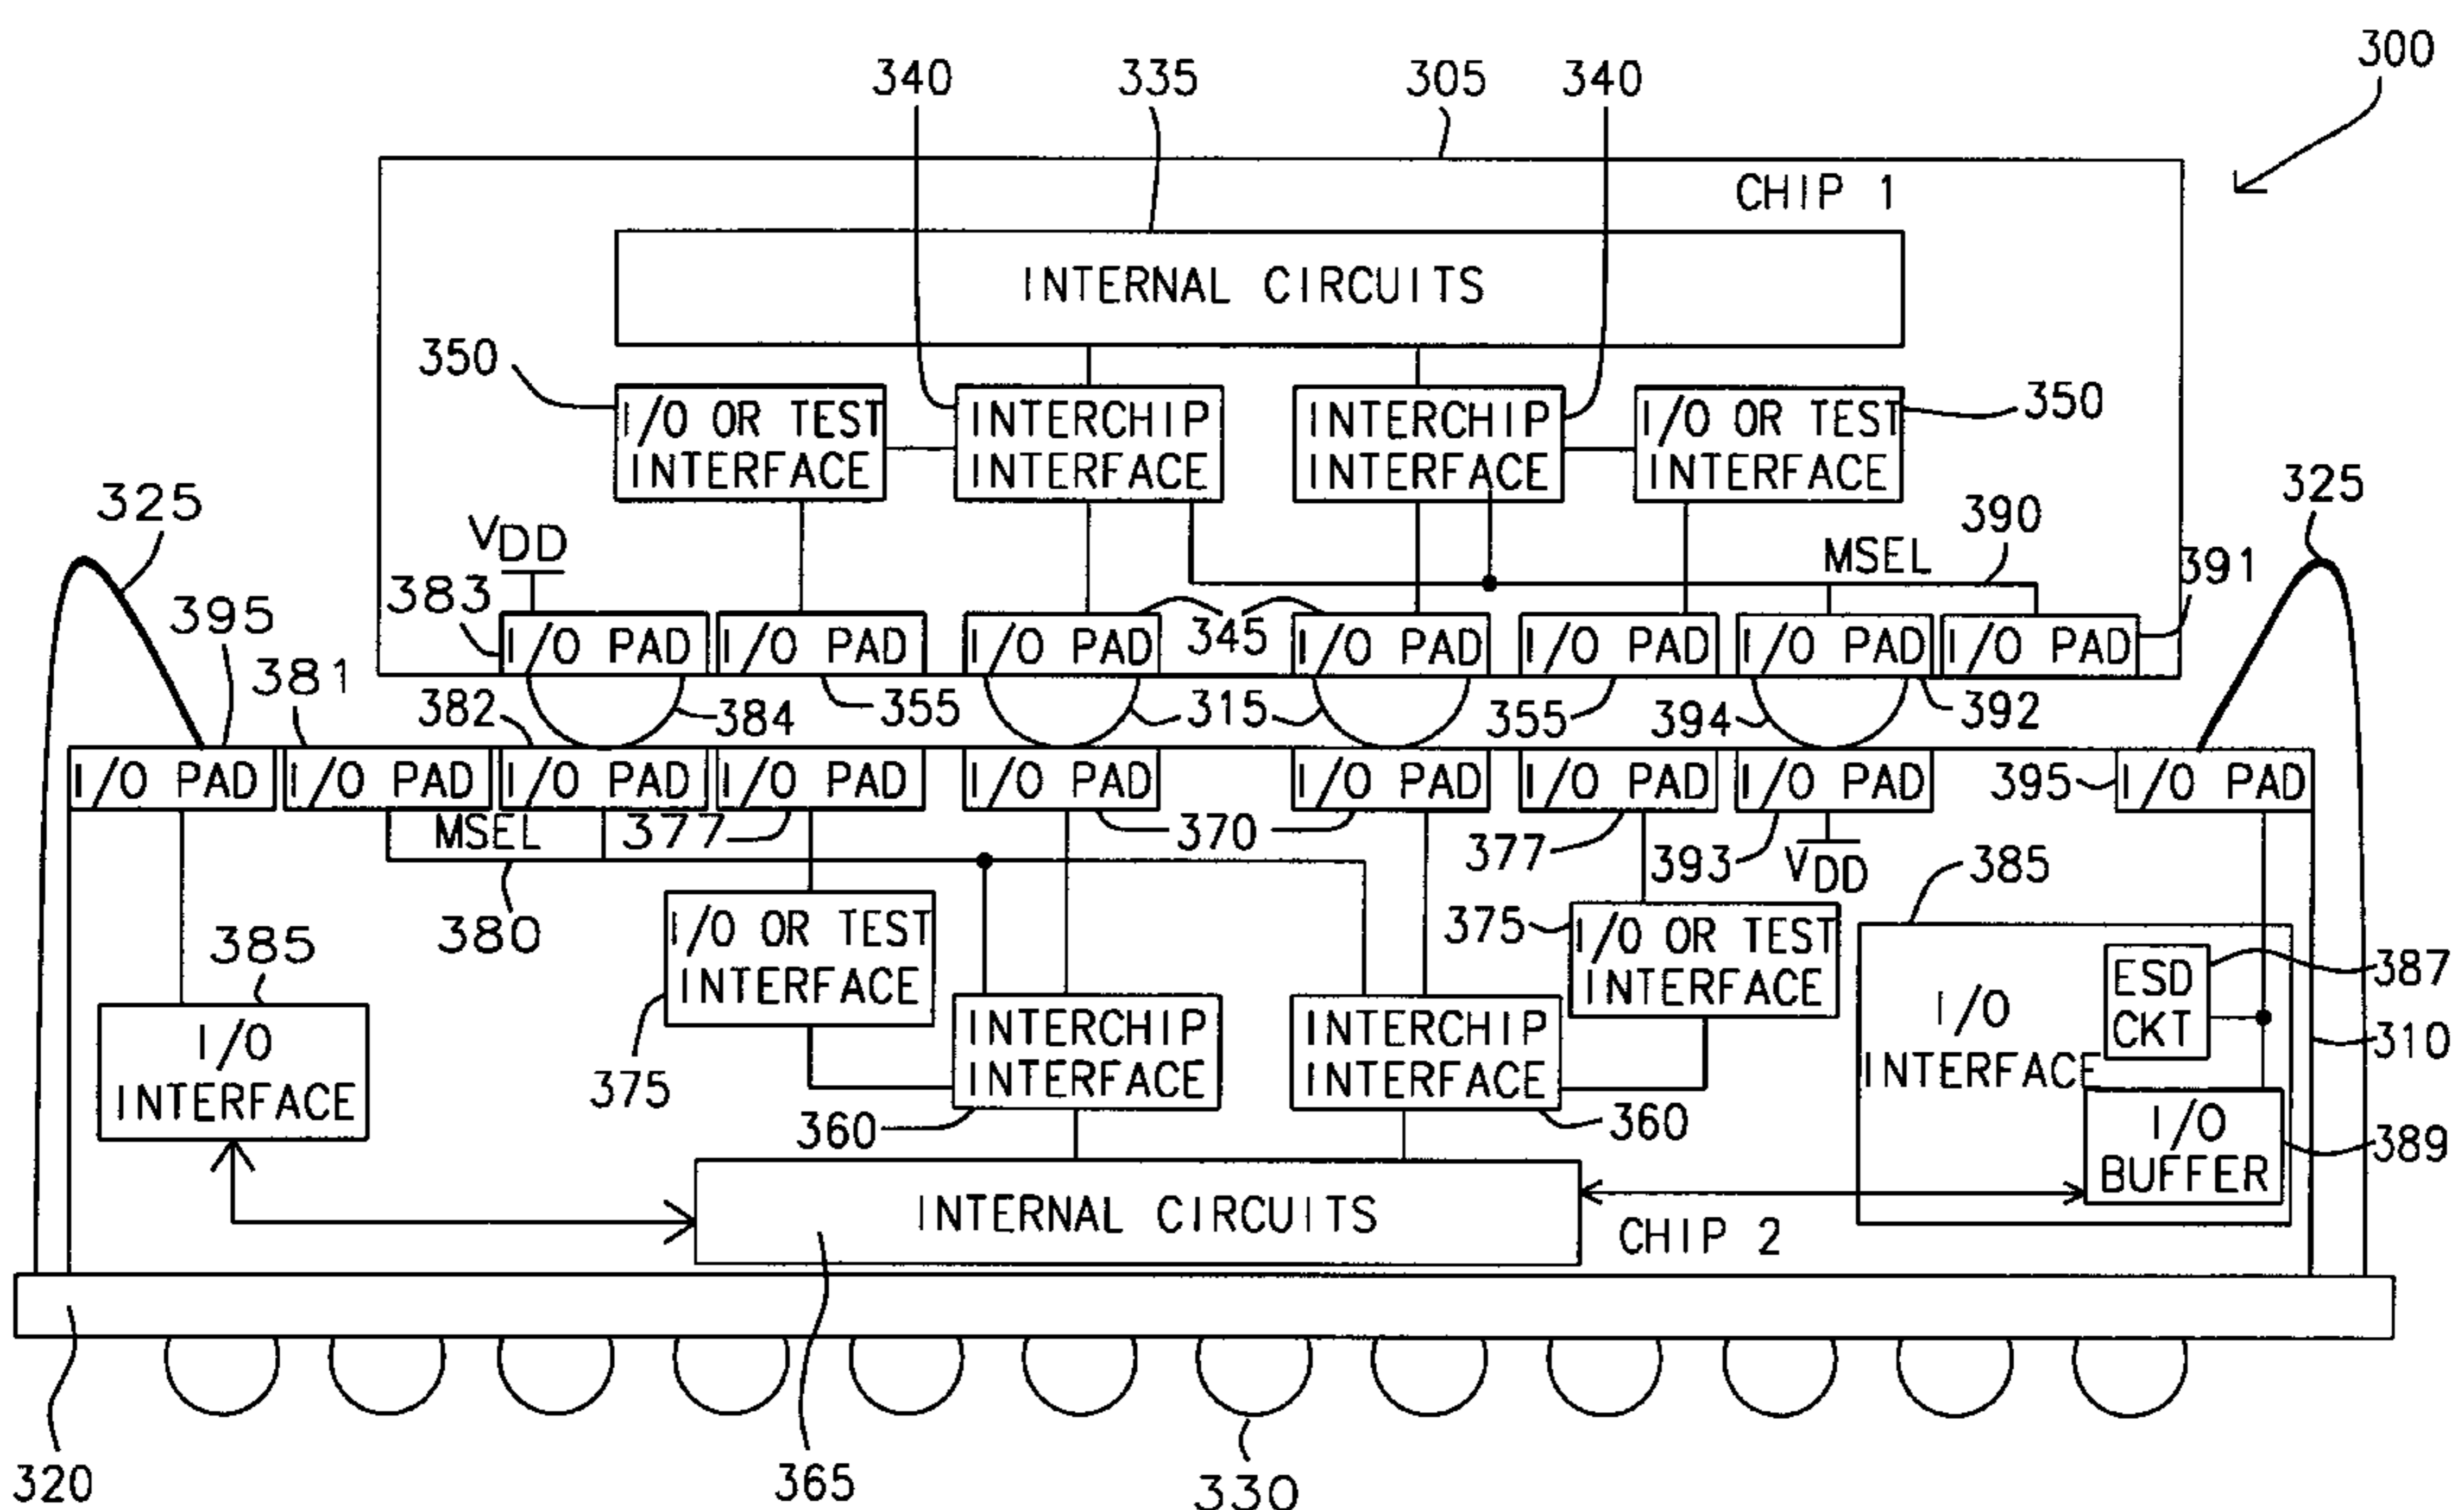 300
340 335 305 340
CHIP 1
INTERNAL CIRCUITS
350 I/O OR TEST INTERFACE
INTERCHIP INTERFACE
INTERCHIP INTERFACE
I/O OR TEST INTERFACE 350
325 VDD MSEL 390 325
383 395 381 345 391
I/O PAD I/O PAD I/O PAD I/O PAD I/O PAD I/O PAD I/O PAD
382 384 355 315 355 394 392
I/O PAD I/O PAD I/O PAD I/O PAD I/O PAD I/O PAD I/O PAD I/O PAD 395 I/O PAD
MSEL 377 370 377 393 VDD 385
380 385
I/O OR TEST INTERFACE
375 I/O OR TEST INTERFACE
ESD CKT 387
I/O INTERFACE
310
I/O INTERFACE
375
INTERCHIP INTERFACE
INTERCHIP INTERFACE
360 360
I/O BUFFER 389
INTERNAL CIRCUITS
CHIP 2
320 365 330